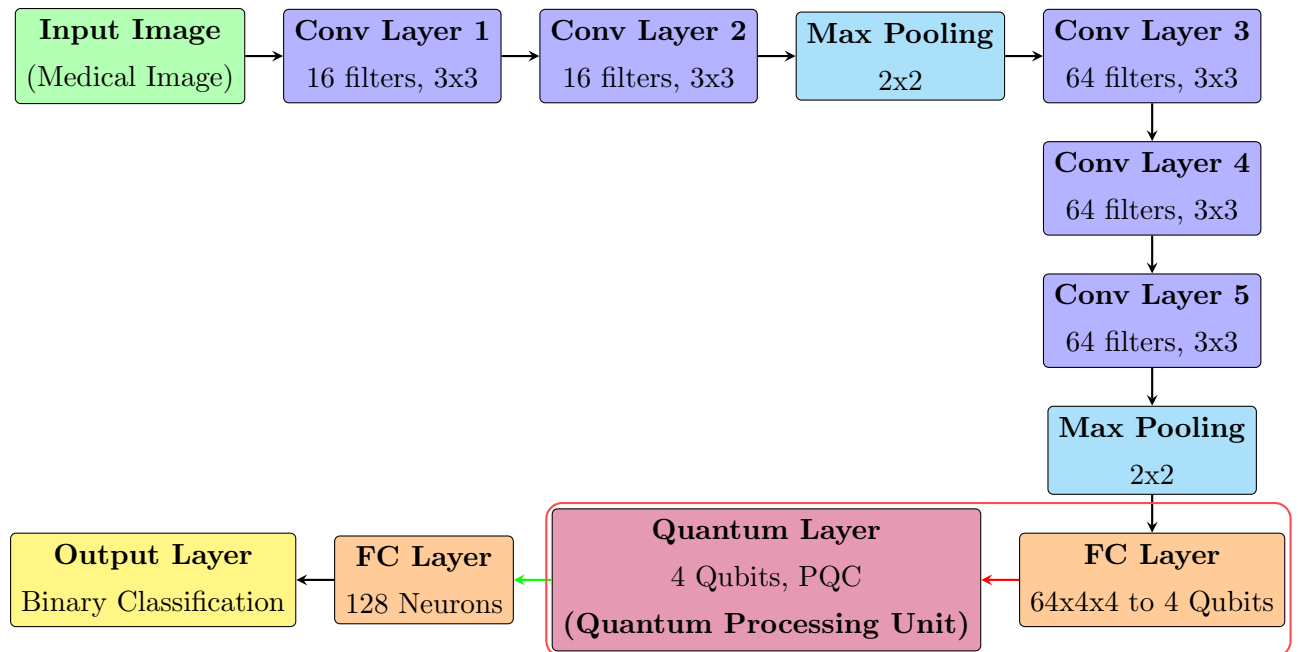 Input Image
(Medical Image)
Conv Layer 1
16 filters, 3x3
Conv Layer 2
16 filters, 3x3
Max Pooling
2x2
Conv Layer 3
64 filters, 3x3
Conv Layer 4
64 filters, 3x3
Conv Layer 5
64 filters, 3x3
Max Pooling
2x2
FC Layer
64x4x4 to 4 Qubits
Quantum Layer
4 Qubits, PQC
(Quantum Processing Unit)
FC Layer
128 Neurons
Output Layer
Binary Classification